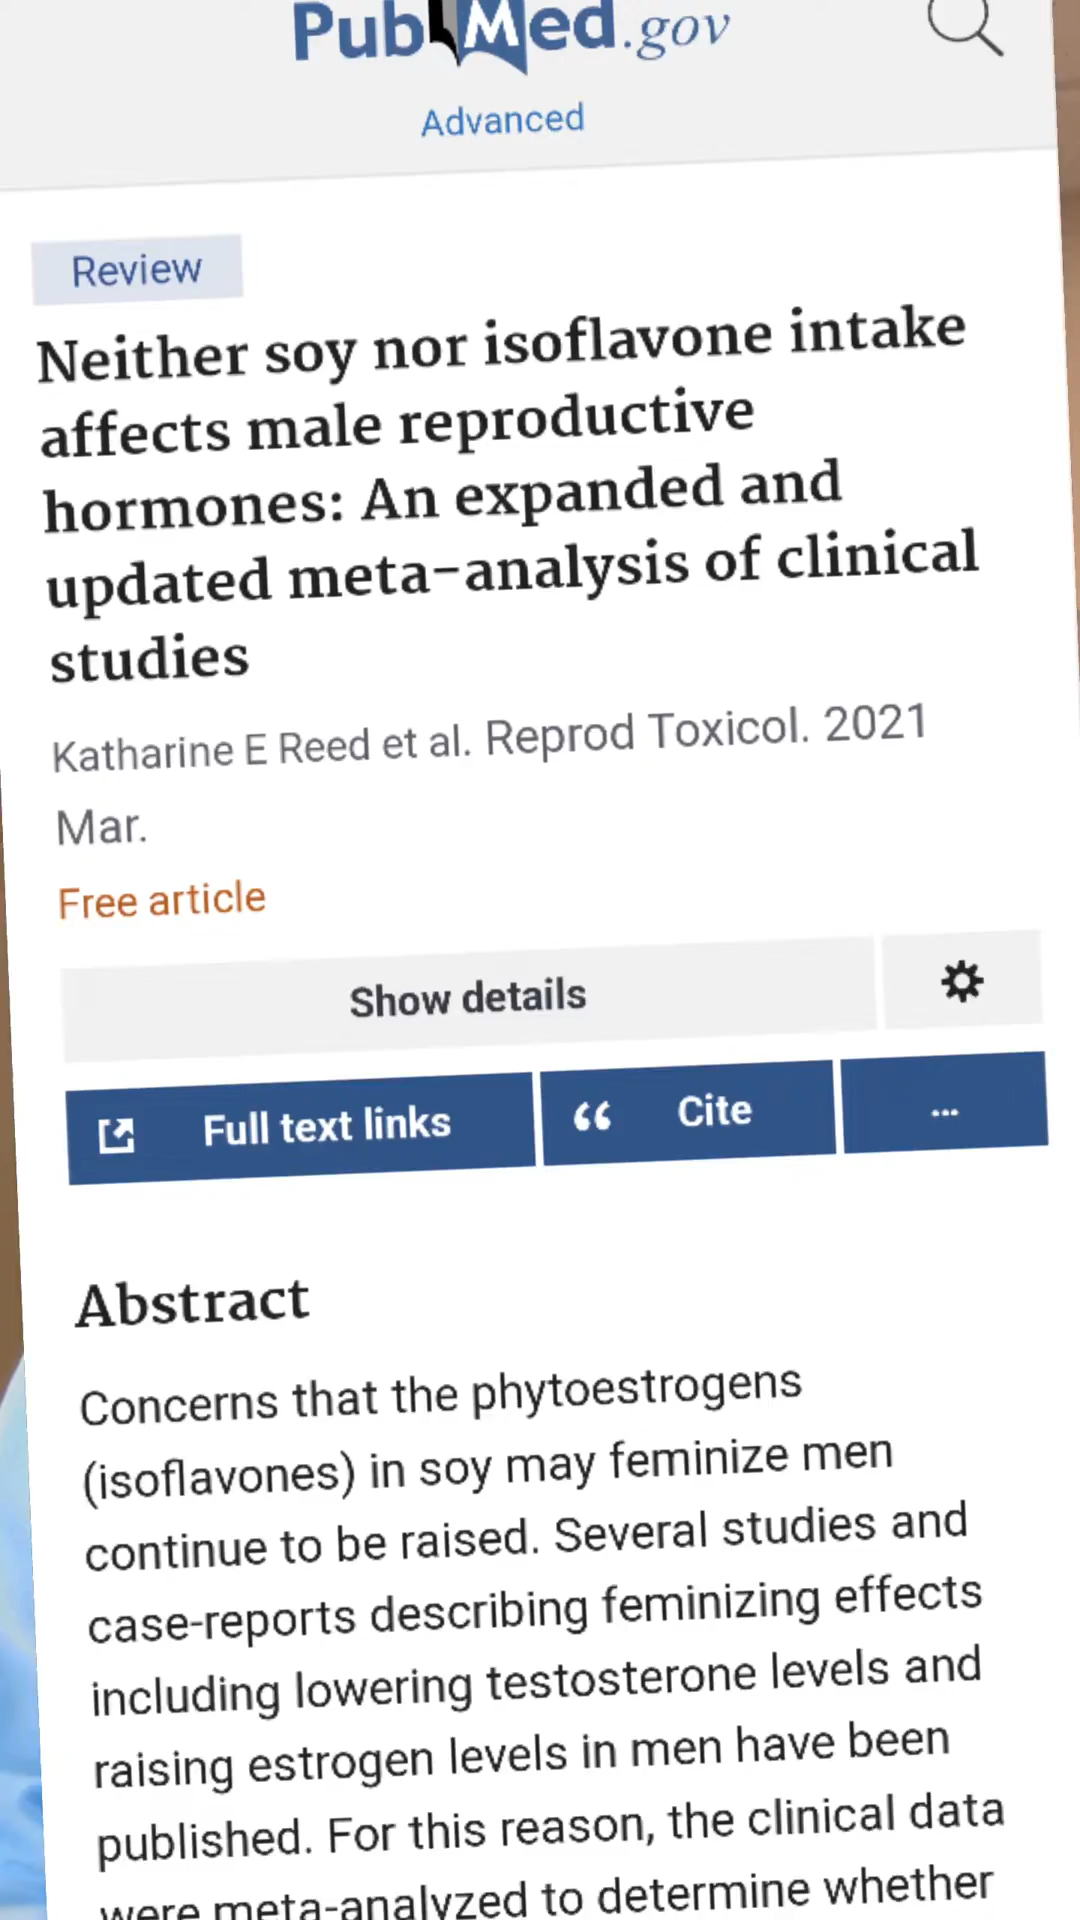 PubMed.gov
Advanced
Review
Neither soy nor isoflavone intake
affects male reproductive
hormones: An expanded and
updated meta-analysis of clinical
studies
Katharine E Reed et al. Reprod Toxicol. 2021
Mar.
Free article
Show details
Full text links
Cite
...
Abstract
Concerns that the phytoestrogens
(isoflavones) in soy may feminize men
continue to be raised. Several studies and
case-reports describing feminizing effects
including lowering testosterone levels and
raising estrogen levels in men have been
published. For this reason, the clinical data
were meta-analyzed to determine whether